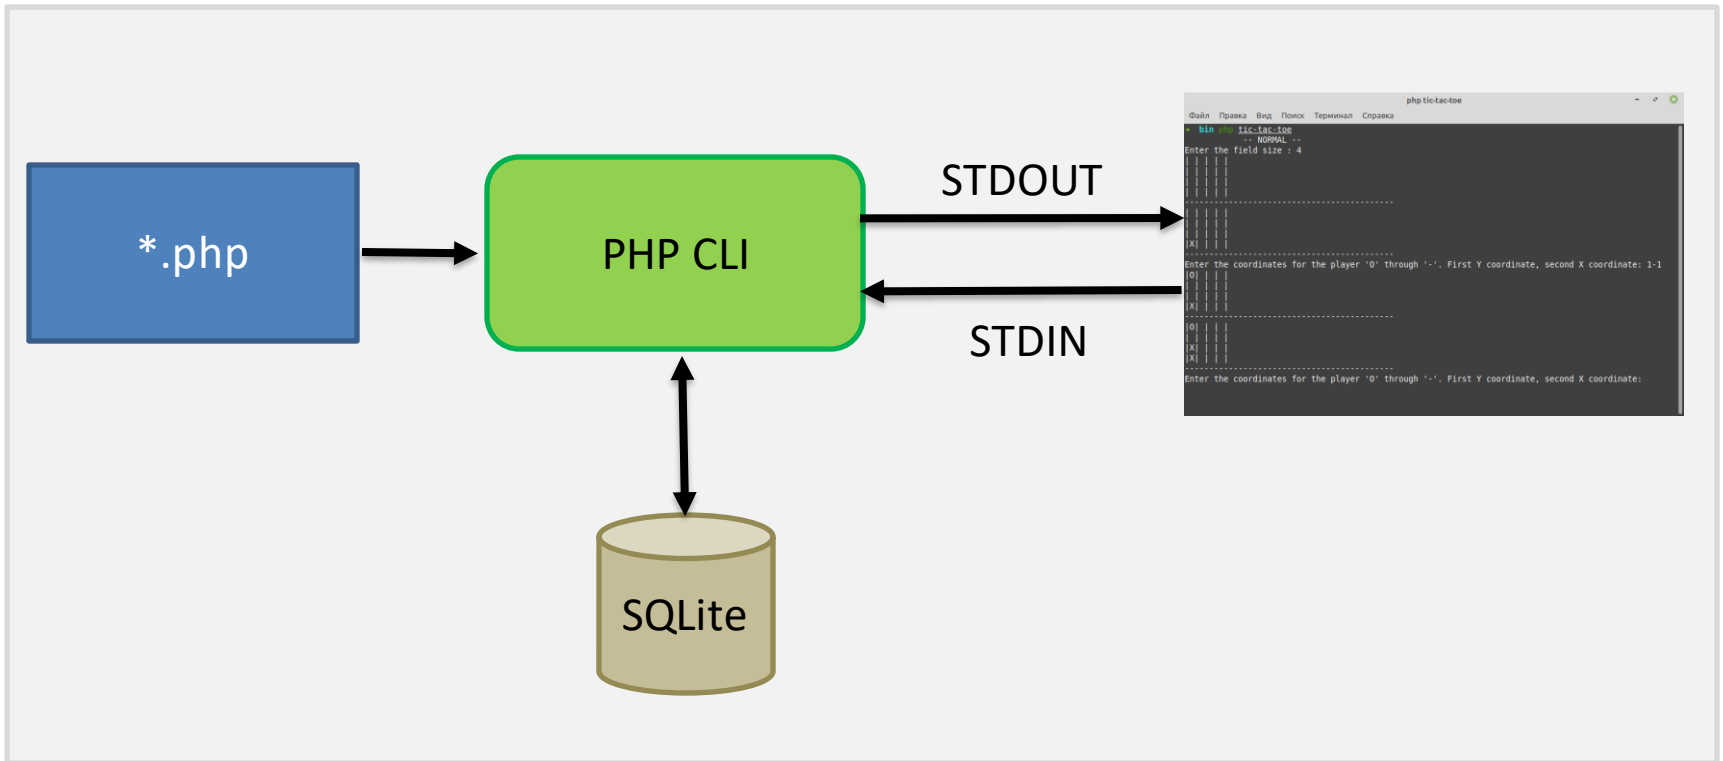 *.php
PHP CLI
STDOUT
STDIN
SQLite
php tic-tac-toe
Файл Правка Вид Поиск Терминал Справка
bin php tic-tac-toe
-- NORMAL --
Enter the field size : 4
| | | | |
| | | | |
| | | | |
| | | | |
-------------------------------------------
| | | | |
| | | | |
| | | | |
|X| | | |
-------------------------------------------
Enter the coordinates for the player 'O' through '-'. First Y coordinate, second X coordinate: 1-1
|O| | | |
| | | | |
| | | | |
|X| | | |
-------------------------------------------
|O| | | |
| | | | |
|X| | | |
|X| | | |
-------------------------------------------
Enter the coordinates for the player 'O' through '-'. First Y coordinate, second X coordinate: